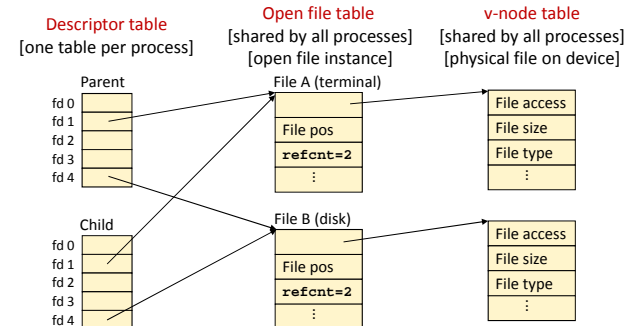 Descriptor table
[one table per process]
Open file table
[shared by all processes]
[open file instance]
v-node table
[shared by all processes]
[physical file on device]
Parent
fd 0
fd 1
fd 2
fd 3
fd 4
File A (terminal)
File pos
refcnt=2
⋮
File access
File size
File type
⋮
Child
fd 0
fd 1
fd 2
fd 3
fd 4
File B (disk)
File pos
refcnt=2
⋮
File access
File size
File type
⋮